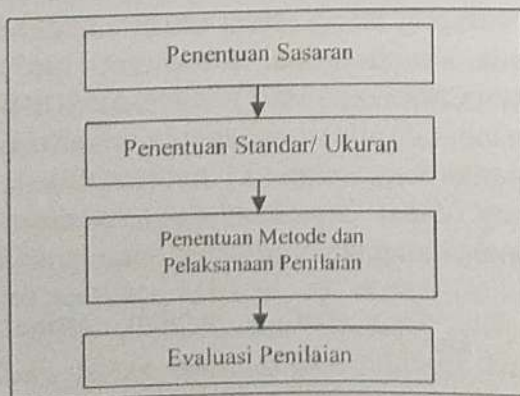 Penentuan Sasaran
Penentuan Standar/ Ukuran
Penentuan Metode dan
Pelaksanaan Penilaian
Evaluasi Penilaian